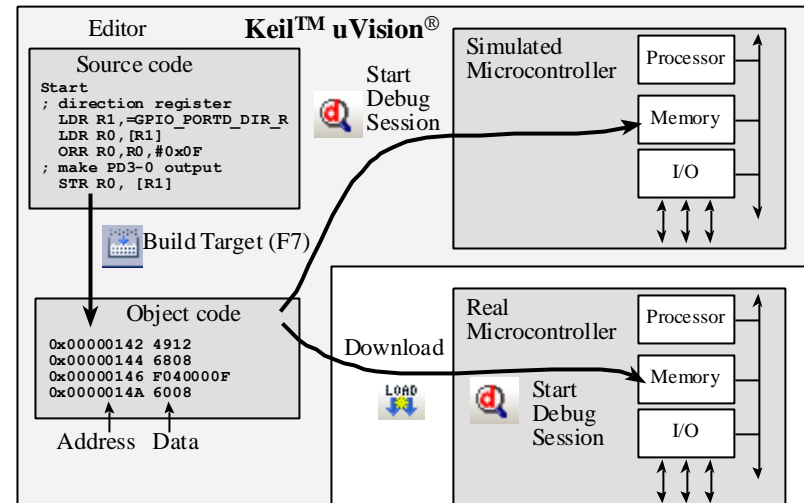 Editor
Keil™ uVision®
Source code
Start
; direction register
LDR R1,=GPIO_PORTD_DIR_R
LDR R0,[R1]
ORR R0,R0,#0x0F
; make PD3-0 output
STR R0, [R1]
Build Target (F7)
Object code
0x00000142 4912
0x00000144 6808
0x00000146 F040000F
0x0000014A 6008
Address Data
Start
Debug
Session
Simulated
Microcontroller
Processor
Memory
I/O
Download
LOAD
Start
Debug
Session
Real
Microcontroller
Processor
Memory
I/O